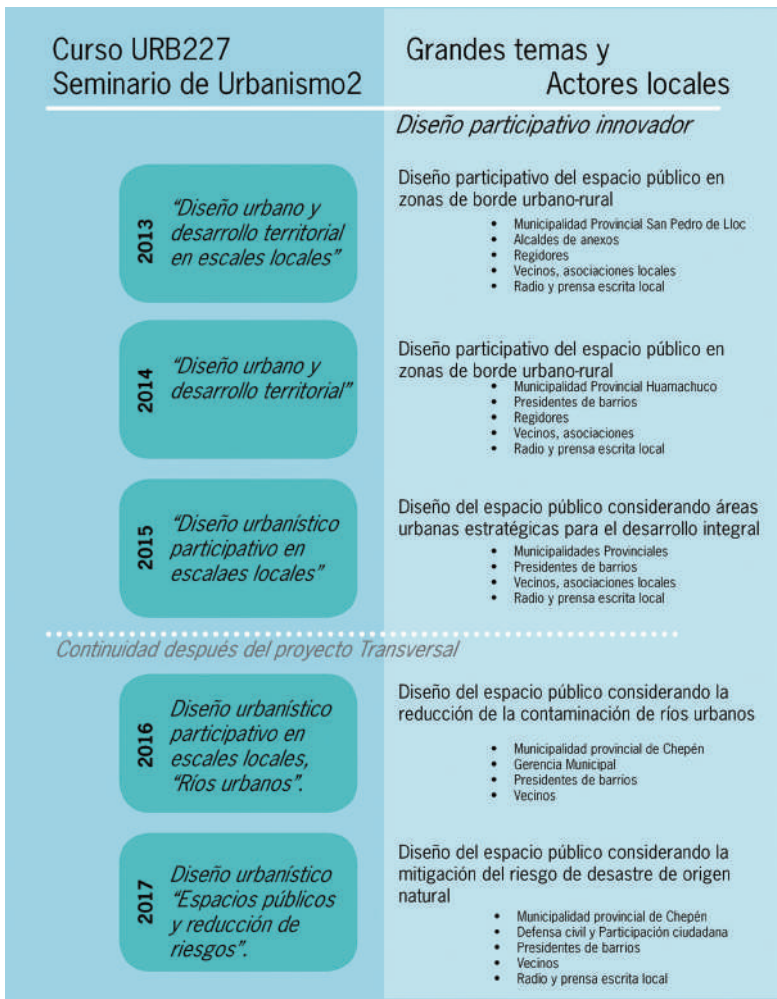 Curso URB227
Seminario de Urbanismo2
Grandes temas y
Actores locales
Diseño participativo innovador
2013
“Diseño urbano y
desarrollo territorial
en escales locales”
Diseño participativo del espacio público en
zonas de borde urbano-rural
• Municipalidad Provincial San Pedro de Lloc
• Alcaldes de anexos
• Regidores
• Vecinos, asociaciones locales
• Radio y prensa escrita local
2014
“Diseño urbano y
desarrollo territorial”
Diseño participativo del espacio público en
zonas de borde urbano-rural
• Municipalidad Provincial Huamachuco
• Presidentes de barrios
• Regidores
• Vecinos, asociaciones
• Radio y prensa escrita local
2015
“Diseño urbanístico
participativo en
escalaes locales”
Diseño del espacio público considerando áreas
urbanas estratégicas para el desarrollo integral
• Municipalidades Provinciales
• Presidentes de barrios
• Vecinos, asociaciones locales
• Radio y prensa escrita local
Continuidad después del proyecto Transversal
2016
Diseño urbanístico
participativo en
escales locales,
“Ríos urbanos”.
Diseño del espacio público considerando la
reducción de la contaminación de ríos urbanos
• Municipalidad provincial de Chepén
• Gerencia Municipal
• Presidentes de barrios
• Vecinos
2017
Diseño urbanístico
“Espacios públicos
y reducción de
riesgos”.
Diseño del espacio público considerando la
mitigación del riesgo de desastre de origen
natural
• Municipalidad provincial de Chepén
• Defensa civil y Participación ciudadana
• Presidentes de barrios
• Vecinos
• Radio y prensa escrita local